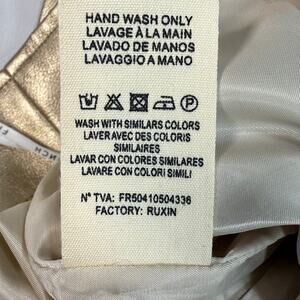 HAND WASH ONLY
LAVAGE À LA MAIN
LAVADO DE MANOS
LAVAGGIO A MANO
WASH WITH SIMILARS COLORS
LAVER AVEC DES COLORIS
SIMILAIRES
LAVAR CON COLORES SIMILARES
LAVARE CON COLORI SIMILI
N° TVA: FR50410504336
FACTORY: RUXIN